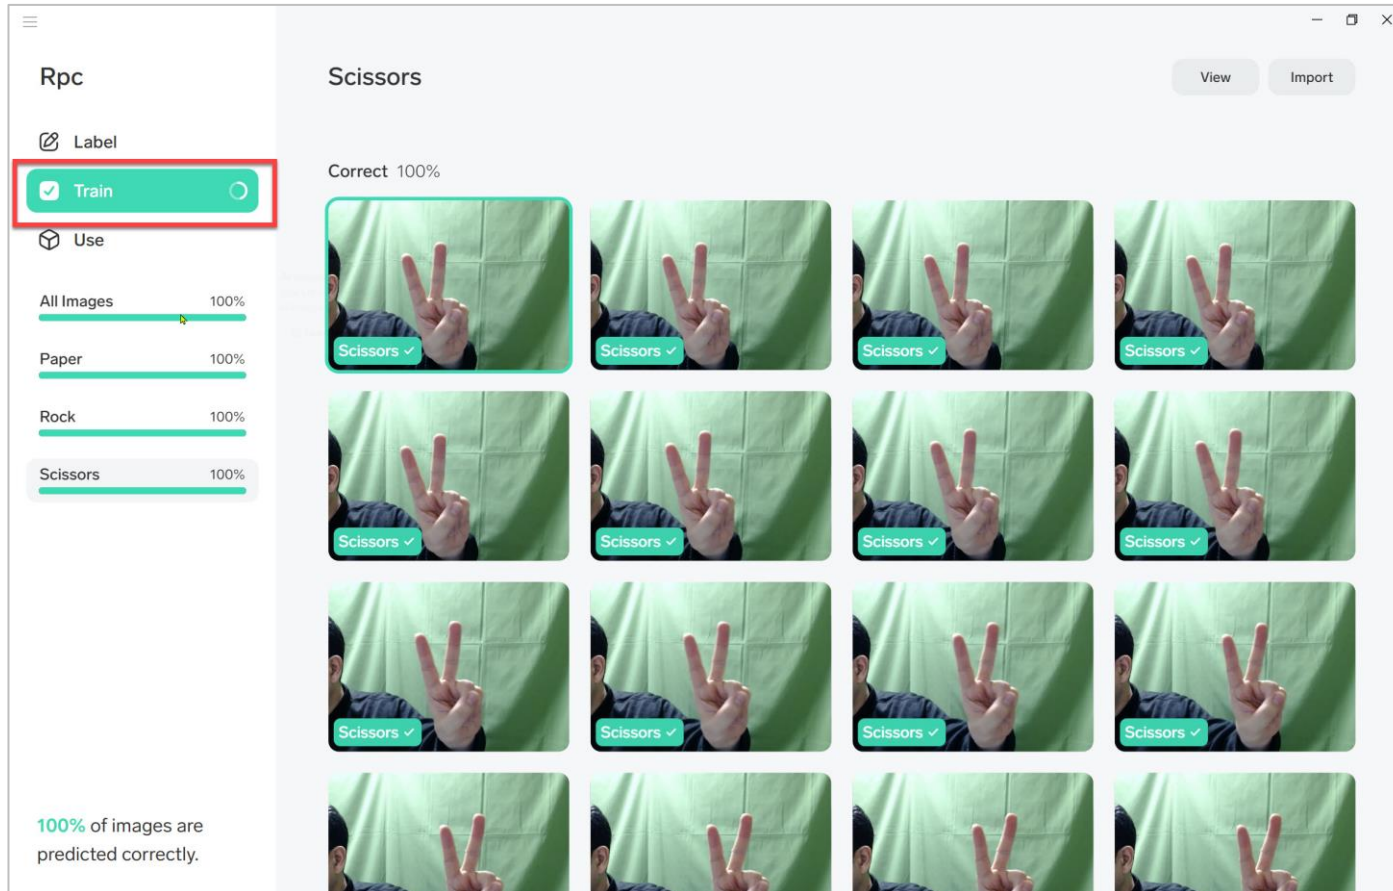 Rpc
Label
Train
Use
All Images 100%
Paper 100%
Rock 100%
Scissors 100%
100% of images are
predicted correctly.
Scissors
View Import
Correct 100%
Scissors Scissors Scissors Scissors
Scissors Scissors Scissors Scissors
Scissors Scissors Scissors Scissors